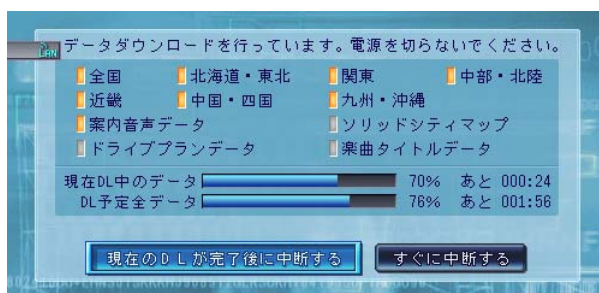 LAN
データダウンロードを行っています。電源を切らないでください。
全国 北海道・東北 関東 中部・北陸
近畿 中国・四国 九州・沖縄
案内音声データ ソリッドシティマップ
ドライブプランデータ 楽曲タイトルデータ
現在DL中のデータ 70% あと 000:24
DL予定全データ 76% あと 001:56
現在のDLが完了後に中断する すぐに中断する